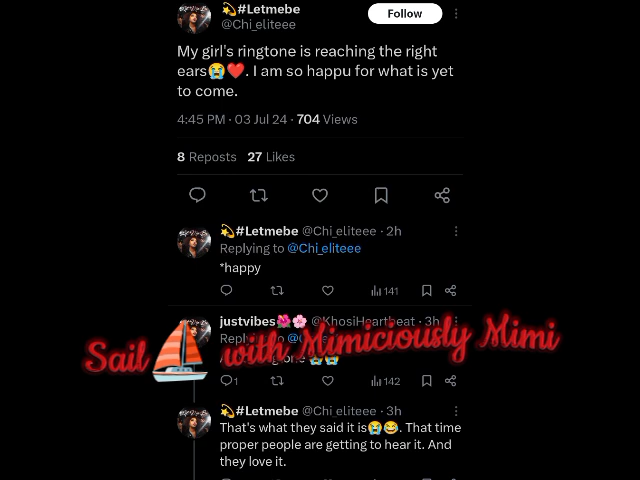 💫#Letmebe
@Chi_eliteee
Follow
My girl's ringtone is reaching the right
ears😭❤️. I am so happu for what is yet
to come.
4:45 PM · 03 Jul 24 · 704 Views
8 Reposts 27 Likes
💫#Letmebe @Chi_eliteee · 2h
Replying to @Chi_eliteee
*happy
141
justvibes🌺🌸 @KhosiHeartbeat · 3h
Sail ⛵ with Mimiciously Mimi
1 142
💫#Letmebe @Chi_eliteee · 3h
That's what they said it is😭😂. That time
proper people are getting to hear it. And
they love it.